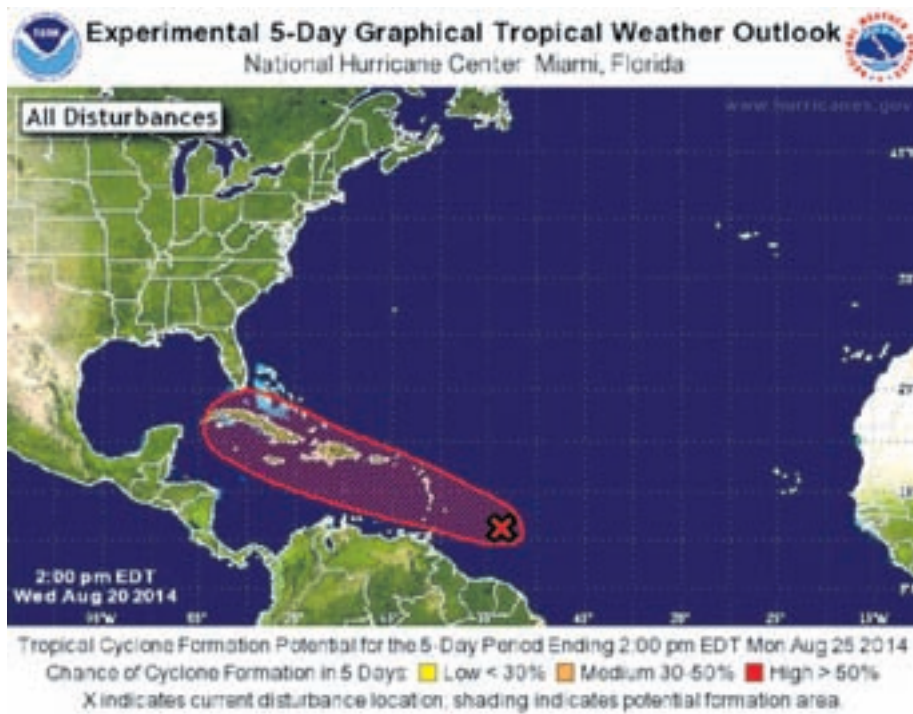 Experimental 5-Day Graphical Tropical Weather Outlook
National Hurricane Center Miami, Florida
www.hurricanes.gov
All Disturbances
2:00 pm EDT
Wed Aug 20 2014
Tropical Cyclone Formation Potential for the 5-Day Period Ending 2:00 pm EDT Mon Aug 25 2014
Chance of Cyclone Formation in 5 Days: Low < 30% Medium 30-50% High > 50%
X indicates current disturbance location, shading indicates potential formation area.